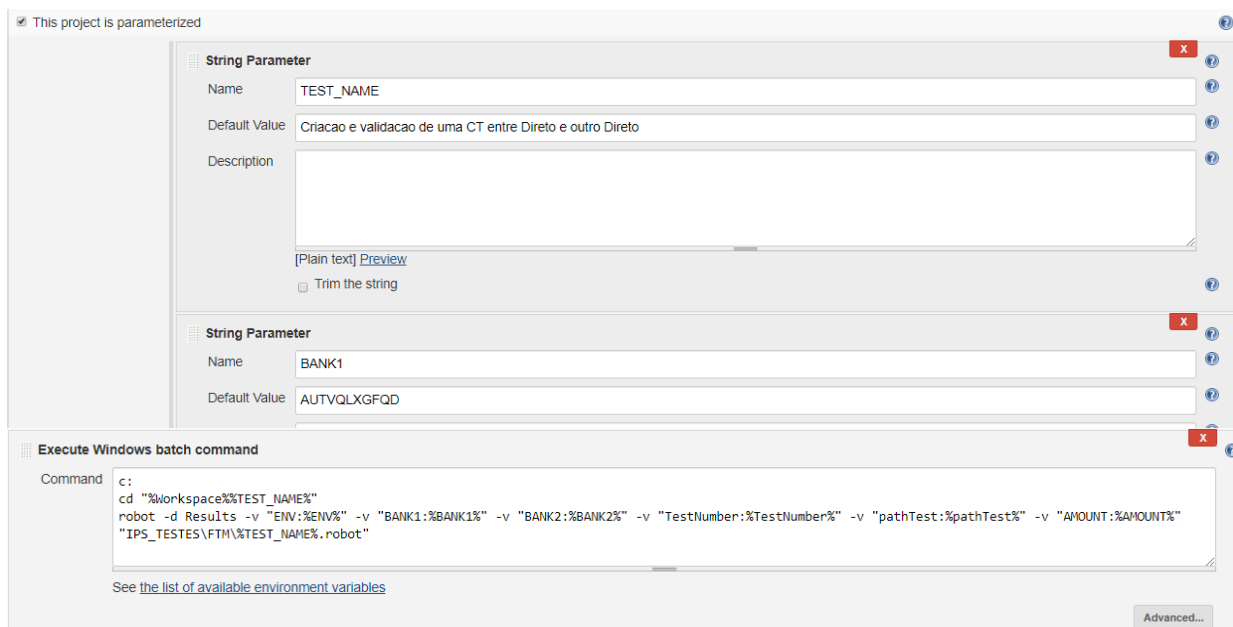 This project is parameterized
X
String Parameter
Name TEST_NAME
Default Value Criacao e validacao de uma CT entre Direto e outro Direto
Description
[Plain text] Preview
Trim the string
X
String Parameter
Name BANK1
Default Value AUTVQLXGFQD
X
Execute Windows batch command
Command c:
cd "%Workspace%%TEST_NAME%"
robot -d Results -v "ENV:%ENV%" -v "BANK1:%BANK1%" -v "BANK2:%BANK2%" -v "TestNumber:%TestNumber%" -v "pathTest:%pathTest%" -v "AMOUNT:%AMOUNT%"
"IPS_TESTES\FTM\%TEST_NAME%.robot"
See the list of available environment variables
Advanced...